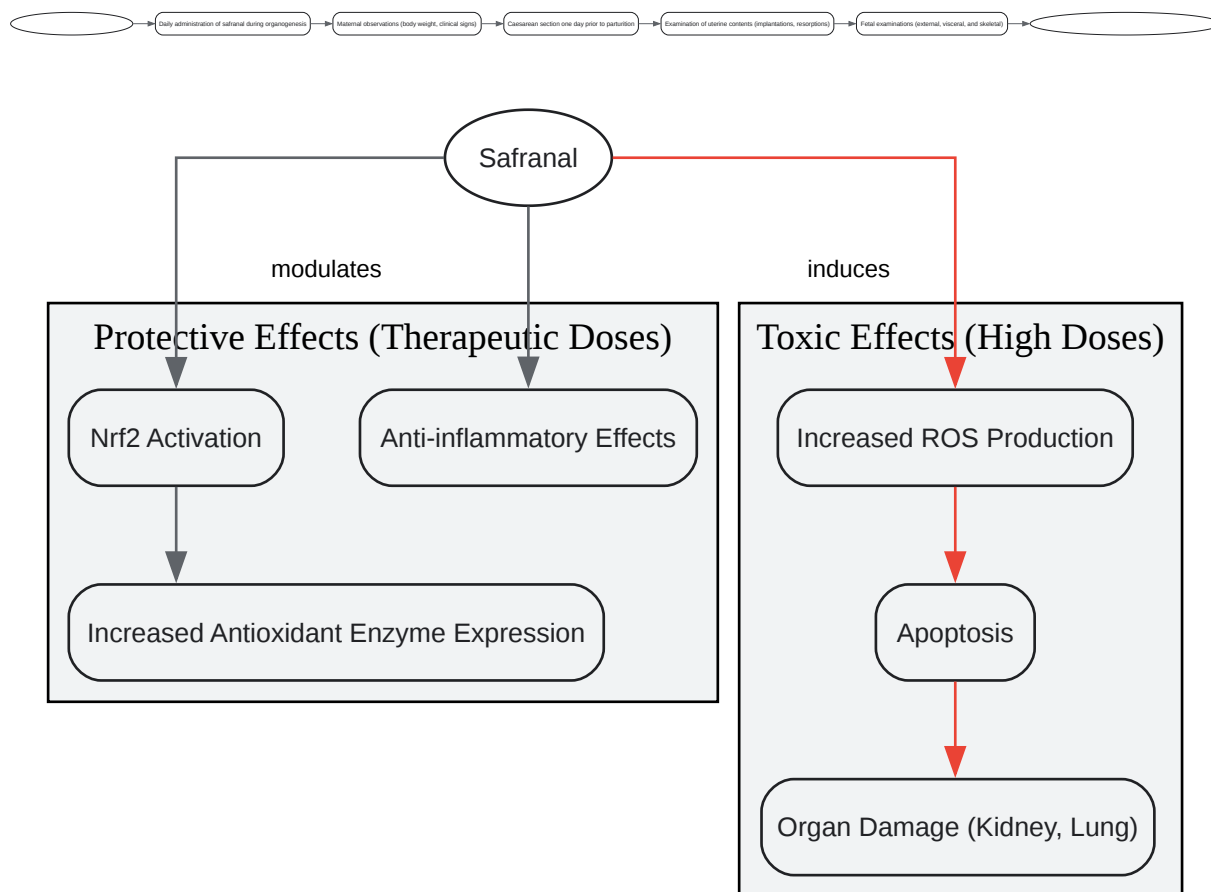 Daily administration of safranal during organogenesis
Maternal observations (body weight, clinical signs)
Caesarean section one day prior to parturition
Examination of uterine contents (implantations, resorptions)
Fetal examinations (external, visceral, and skeletal)
Safranal
modulates
induces
Protective Effects (Therapeutic Doses)
Toxic Effects (High Doses)
Nrf2 Activation
Anti-inflammatory Effects
Increased ROS Production
Increased Antioxidant Enzyme Expression
Apoptosis
Organ Damage (Kidney, Lung)